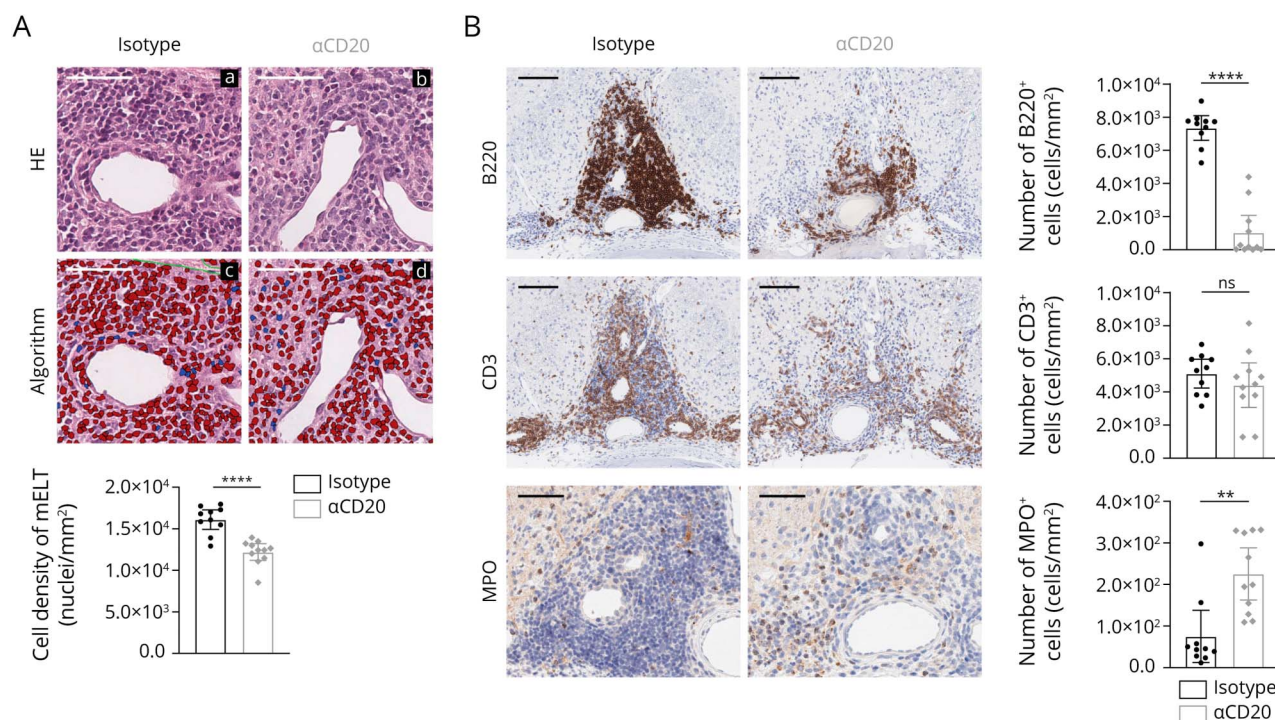 A
Isotype
αCD20
HE
a
b
Algorithm
c
d
Cell density of mELT
(nuclei/mm²)
2.0×10⁴
1.5×10⁴
1.0×10⁴
5.0×10³
0.0
****
Isotype
αCD20
B
Isotype
αCD20
B220
CD3
MPO
Number of B220⁺
cells (cells/mm²)
1.0×10⁴
8.0×10³
6.0×10³
4.0×10³
2.0×10³
0.0
****
Number of CD3⁺
cells (cells/mm²)
1.0×10⁴
8.0×10³
6.0×10³
4.0×10³
2.0×10³
0.0
ns
Number of MPO⁺
cells (cells/mm²)
4.0×10²
3.0×10²
2.0×10²
1.0×10²
0.0
**
Isotype
αCD20